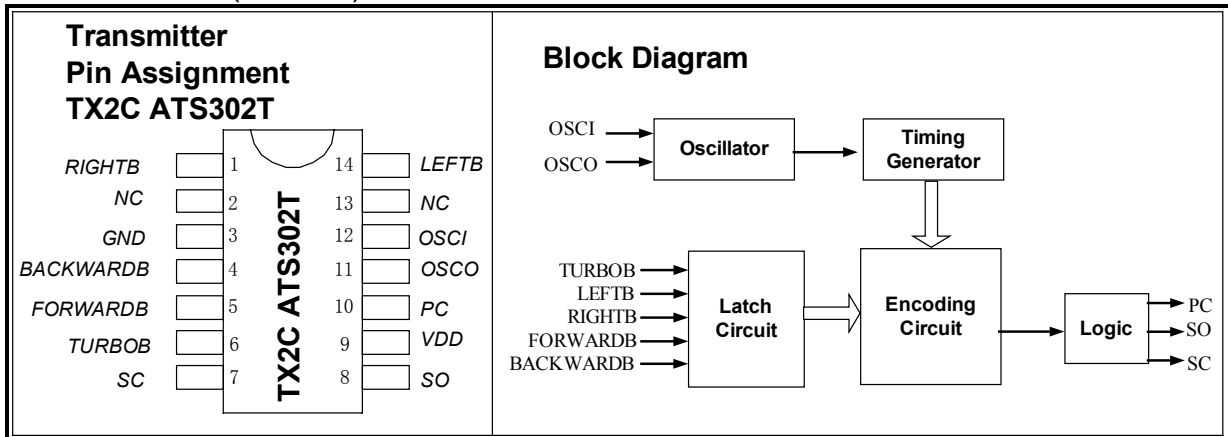 Transmitter
Pin Assignment
TX2C ATS302T
RIGHTB 1 14 LEFTB
NC 2 13 NC
GND 3 12 OSCI
BACKWARDB 4 11 OSCO
FORWARDB 5 10 PC
TURBOB 6 9 VDD
SC 7 8 SO
TX2C ATS302T
Block Diagram
OSCI
OSCO
Oscillator
Timing
Generator
TURBOB
LEFTB
RIGHTB
FORWARDB
BACKWARDB
Latch
Circuit
Encoding
Circuit
Logic
PC
SO
SC